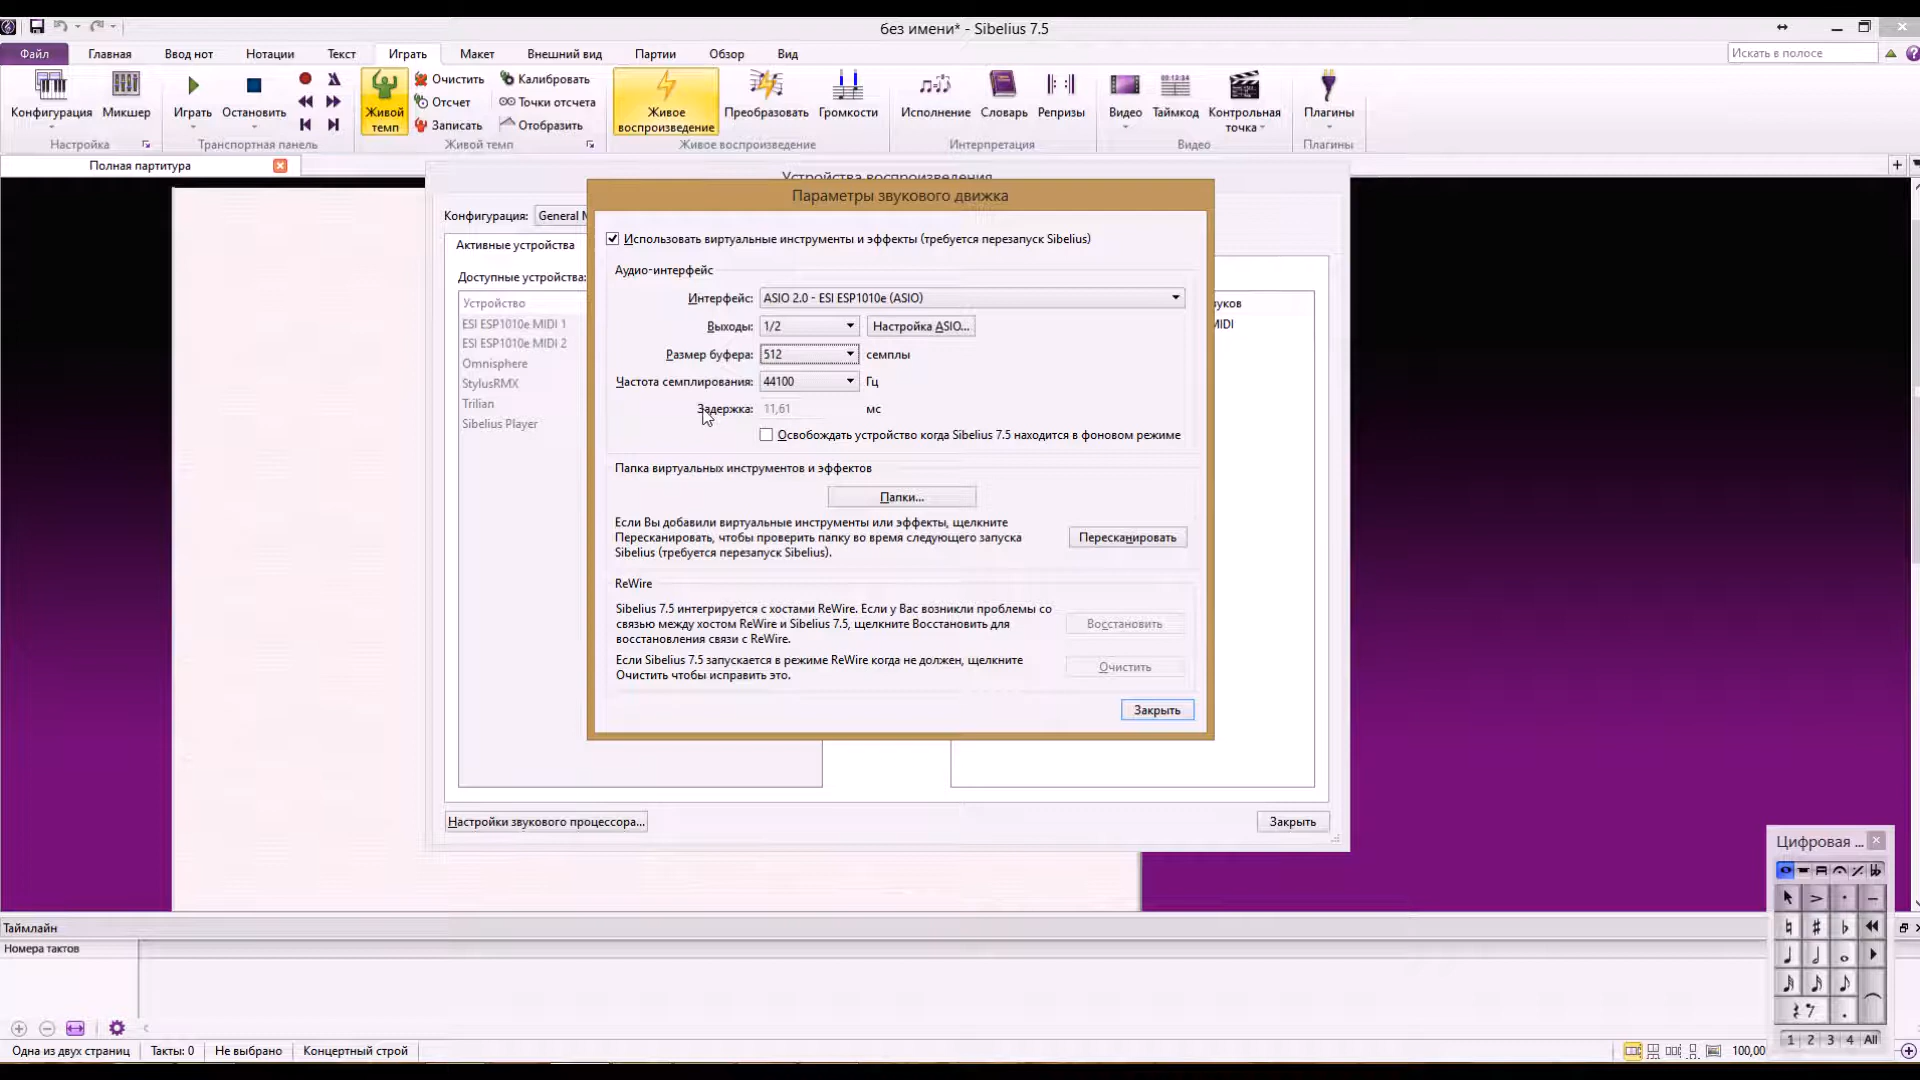 без имени* - Sibelius 7.5
Файл Главная Ввод нот Нотации Текст Играть Макет Внешний вид Партии Обзор Вид Искать в полосе
Конфигурация Микшер
Настройка
Играть Остановить
Транспортная панель
Живой темп
Очистить
Отсчет
Записать
Калибровать
Точки отсчета
Отобразить
Живой темп
Живое воспроизведение
Преобразовать Громкости
Живое воспроизведение
Исполнение Словарь Репризы
Интерпретация
Видео Таймкод Контрольная точка
Видео
Плагины
Плагины
Полная партитура
Устройства воспроизведения
Конфигурация: General M
Активные устройства
Доступные устройства:
Устройство
ESI ESP1010e MIDI 1
ESI ESP1010e MIDI 2
Omnisphere
StylusRMX
Trilian
Sibelius Player
вуков
MIDI
Параметры звукового движка
Использовать виртуальные инструменты и эффекты (требуется перезапуск Sibelius)
Аудио-интерфейс
Интерфейс: ASIO 2.0 - ESI ESP1010e (ASIO)
Выходы: 1/2 Настройка ASIO...
Размер буфера: 512 семплы
Частота семплирования: 44100 Гц
Задержка: 11,61 мс
Освобождать устройство когда Sibelius 7.5 находится в фоновом режиме
Папка виртуальных инструментов и эффектов
Папки...
Если Вы добавили виртуальные инструменты или эффекты, щелкните
Пересканировать, чтобы проверить папку во время следующего запуска
Sibelius (требуется перезапуск Sibelius).
Пересканировать
ReWire
Sibelius 7.5 интегрируется с хостами ReWire. Если у Вас возникли проблемы со
связью между хостом ReWire и Sibelius 7.5, щелкните Восстановить для
восстановления связи с ReWire.
Восстановить
Если Sibelius 7.5 запускается в режиме ReWire когда не должен, щелкните
Очистить чтобы исправить это.
Очистить
Закрыть
Настройки звукового процессора...
Закрыть
Цифровая ...
1 2 3 4 All
Таймлайн
Номера тактов
Одна из двух страниц Такты: 0 Не выбрано Концертный строй 100,00